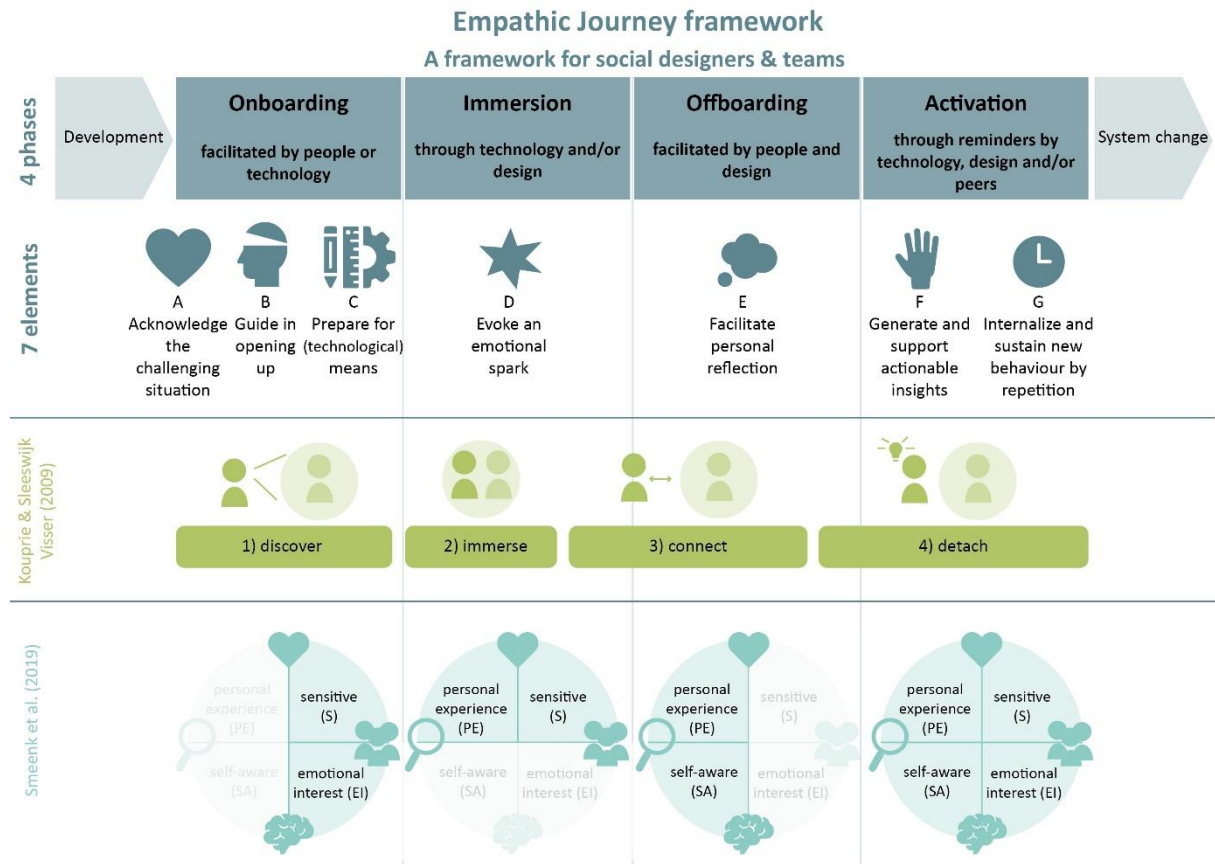 Empathic Journey framework
A framework for social designers & teams
4 phases
Development
Onboarding
facilitated by people or
technology
Immersion
through technology and/or
design
Offboarding
facilitated by people and
design
Activation
through reminders by
technology, design and/or
peers
System change
7 elements
A
Acknowledge
the
challenging
situation
B
Guide in
opening
up
C
Prepare for
(technological)
means
D
Evoke an
emotional
spark
E
Facilitate
personal
reflection
F
Generate and
support
actionable
insights
G
Internalize and
sustain new
behaviour by
repetition
Kouprie & Sleeswijk
Visser (2009)
1) discover
2) immerse
3) connect
4) detach
Smeenk et al. (2019)
personal
experience
(PE)
sensitive
(S)
self-aware
(SA)
emotional
interest (EI)
personal
experience
(PE)
sensitive
(S)
self-aware
(SA)
emotional
interest (EI)
personal
experience
(PE)
sensitive
(S)
self-aware
(SA)
emotional
interest (EI)
personal
experience
(PE)
sensitive
(S)
self-aware
(SA)
emotional
interest (EI)